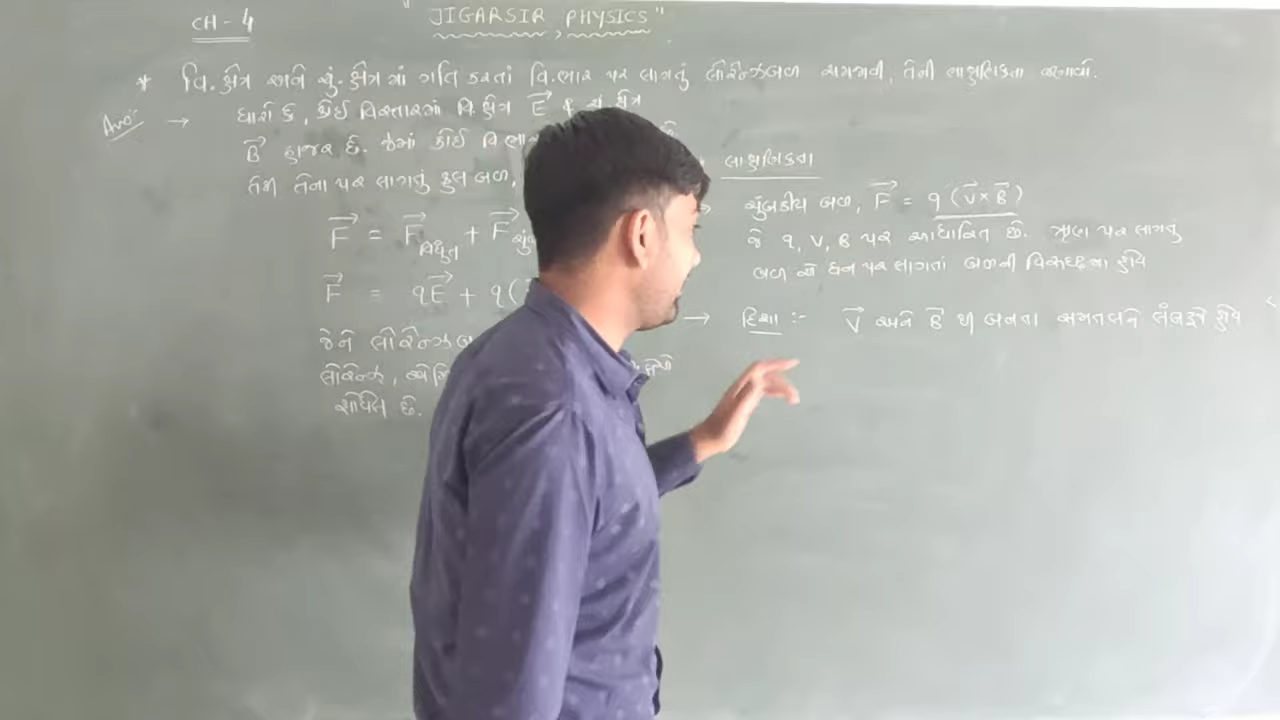 CH - 4
" JIGARSIR PHYSICS "
* વિ. ક્ષેત્ર અને ચું. ક્ષેત્રમાં ગતિ કરતાં વિ.ભાર પર લાગતું લોરેન્ઝબળ સમજાવી, તેની લાક્ષણિકતા જણાવો.
Ans: → ધારો કે, કોઈ વિસ્તારમાં વિ. ક્ષેત્ર E⃗ & ચું. ક્ષેત્ર
B⃗ હાજર છે. જેમાં કોઈ વિ.ભાર
તેમ તેના પર લાગતું કુલ બળ,
F⃗ = F⃗ વિદ્યુત + F⃗
F⃗ = qE⃗ + q(
જેને લોરેન્ઝ બ
લોરેન્ઝ,
શોધેલ છે.
લાક્ષણિકતા
→ ચુંબકીય બળ, F⃗ = q (V⃗ × B⃗)
જે q, V, B પર આધારિત છે. ઋણ પર લાગતું
બળ એ ધન પર લાગતાં બળની વિરુદ્ધમાં હોય
→ દિશા :- V⃗ અને B⃗ થી બનતા સમતલને લંબરૂપે હોય